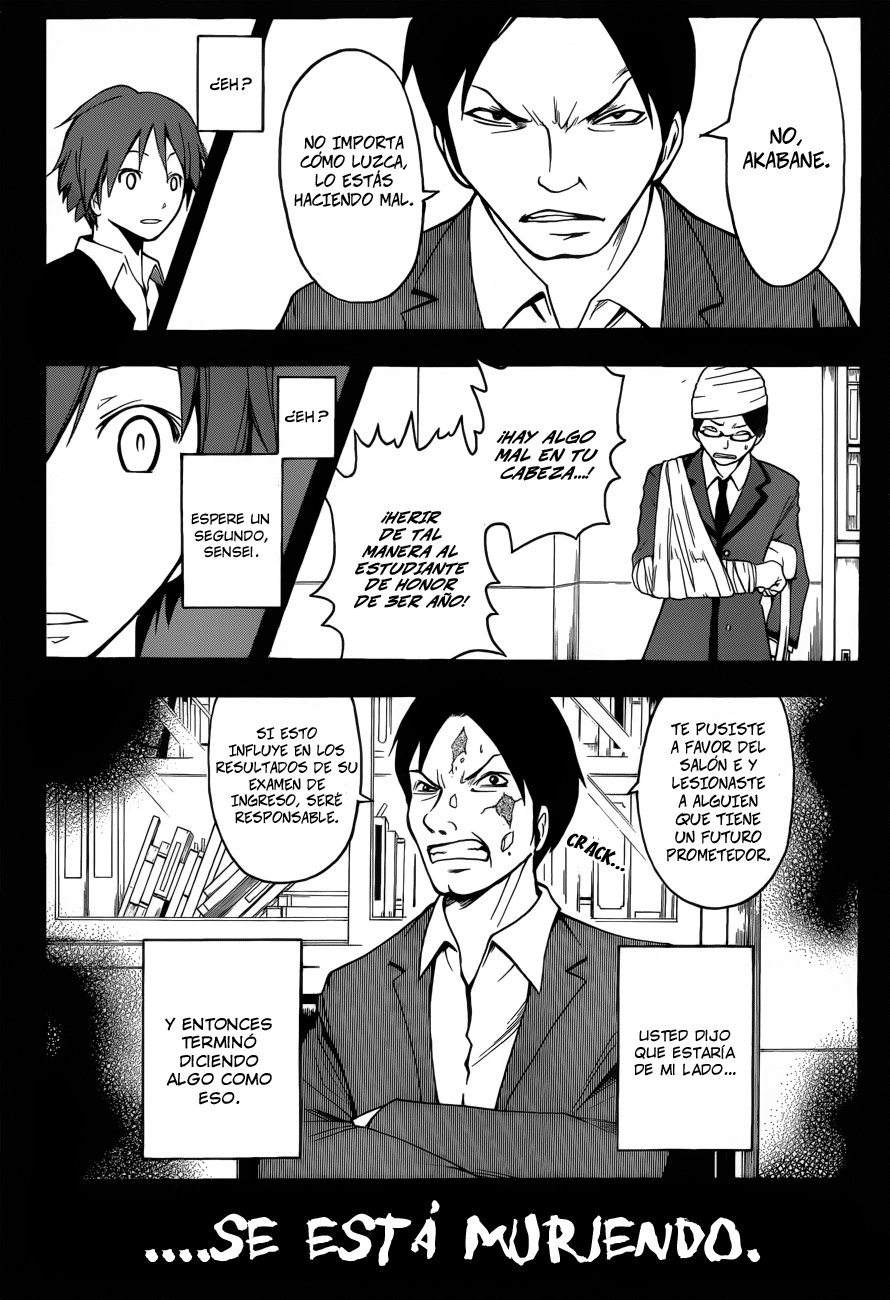 NO,
AKABANE.
NO IMPORTA
CÓMO LUZCA,
LO ESTÁS
HACIENDO MAL.
¿EH?
¡HAY ALGO
MAL EN TU
CABEZA...!
¡HERIR
DE TAL
MANERA AL
ESTUDIANTE
DE HONOR
DE 3ER AÑO!
¿EH?
ESPERE UN
SEGUNDO,
SENSEI.
TE PUSISTE
A FAVOR DEL
SALÓN E Y
LESIONASTE
A ALGUIEN
QUE TIENE
UN FUTURO
PROMETEDOR.
CRACK...
SI ESTO
INFLUYE EN LOS
RESULTADOS DE SU
EXAMEN DE
INGRESO, SERÉ
RESPONSABLE.
USTED DIJO
QUE ESTARÍA
DE MI LADO...
Y ENTONCES
TERMINÓ
DICIENDO
ALGO COMO
ESO.
....SE ESTÁ MURIENDO.